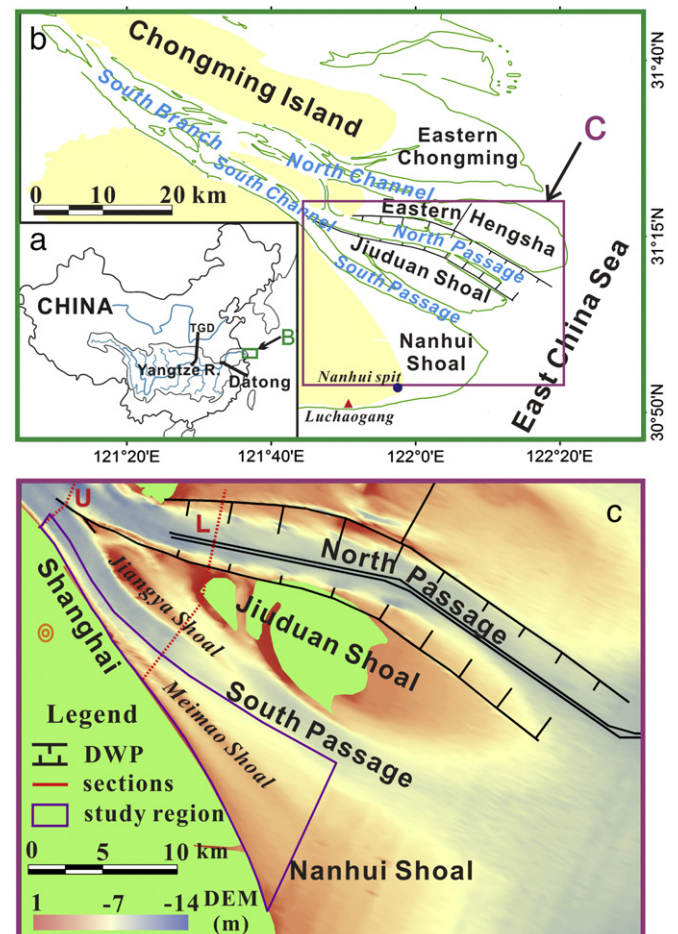 b
Chongming Island
South Branch
Eastern
Chongming
North Channel
South Channel
C
0 10 20 km
Eastern Hengsha
North Passage
Jiuduan Shoal
South Passage
Nanhui
Shoal
Nanhui spit
Luchaogang
East China Sea
31°40'N
31°15'N
30°50'N
a
CHINA
TGD
B
Yangtze R.
Datong
121°20'E 121°40'E 122°0'E 122°20'E
c
U
L
North Passage
Shanghai
Jiangya Shoal
Jiuduan Shoal
South Passage
Meimao Shoal
Legend
DWP
sections
study region
0 5 10 km
Nanhui Shoal
1 -7 -14 DEM
(m)